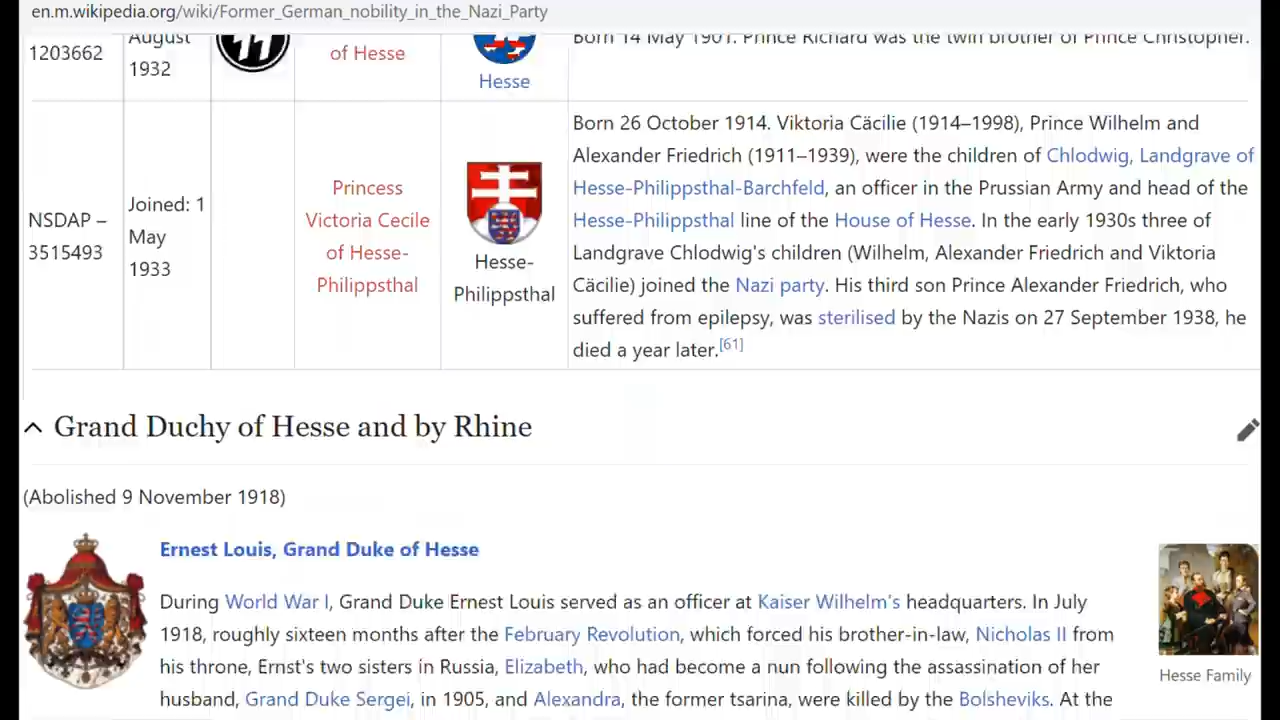 en.m.wikipedia.org/wiki/Former_German_nobility_in_the_Nazi_Party
1203662
August
1932
of Hesse
Hesse
Born 14 May 1901. Prince Richard was the twin brother of Prince Christopher.
NSDAP –
3515493
Joined: 1
May
1933
Princess
Victoria Cecile
of Hesse-
Philippsthal
Hesse-
Philippsthal
Born 26 October 1914. Viktoria Cäcilie (1914–1998), Prince Wilhelm and
Alexander Friedrich (1911–1939), were the children of Chlodwig, Landgrave of
Hesse-Philippsthal-Barchfeld, an officer in the Prussian Army and head of the
Hesse-Philippsthal line of the House of Hesse. In the early 1930s three of
Landgrave Chlodwig's children (Wilhelm, Alexander Friedrich and Viktoria
Cäcilie) joined the Nazi party. His third son Prince Alexander Friedrich, who
suffered from epilepsy, was sterilised by the Nazis on 27 September 1938, he
died a year later.[61]
Grand Duchy of Hesse and by Rhine
(Abolished 9 November 1918)
Ernest Louis, Grand Duke of Hesse
During World War I, Grand Duke Ernest Louis served as an officer at Kaiser Wilhelm's headquarters. In July
1918, roughly sixteen months after the February Revolution, which forced his brother-in-law, Nicholas II from
his throne, Ernst's two sisters in Russia, Elizabeth, who had become a nun following the assassination of her
husband, Grand Duke Sergei, in 1905, and Alexandra, the former tsarina, were killed by the Bolsheviks. At the
Hesse Family